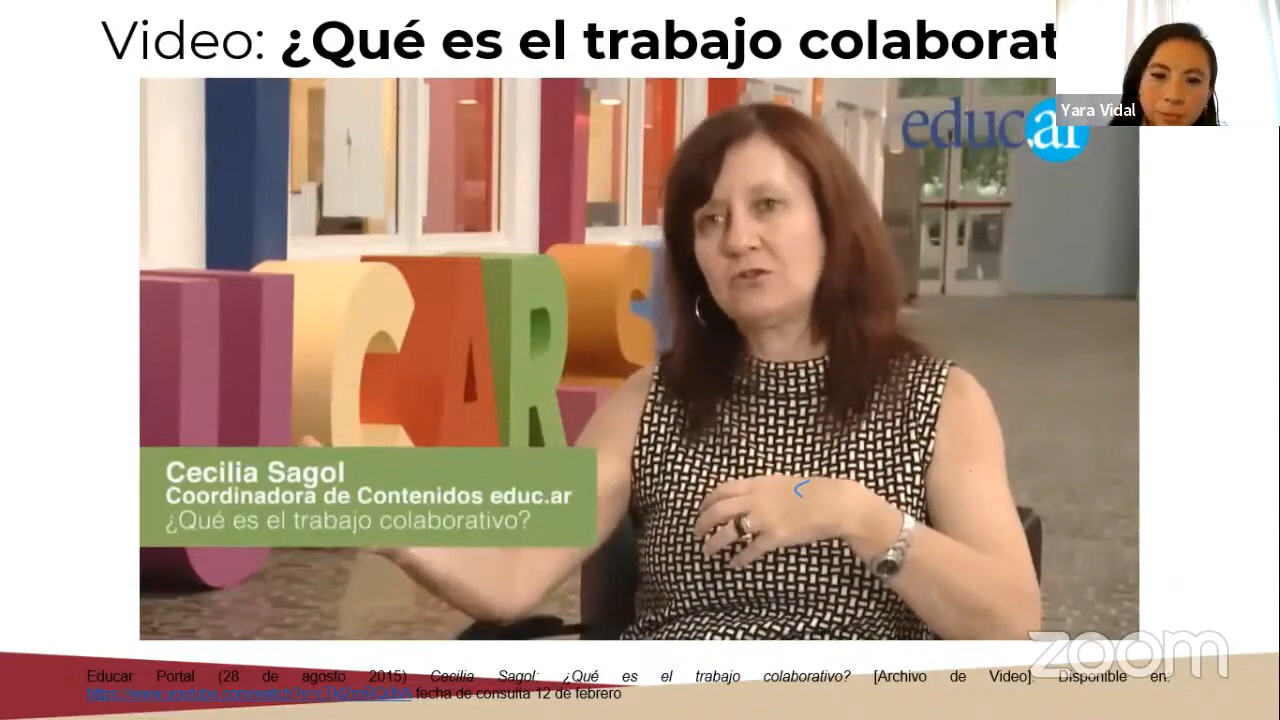 Video: ¿Qué es el trabajo colaborat
Yara Vidal
educ.ar
UCARS
Cecilia Sagol
Coordinadora de Contenidos educ.ar
¿Qué es el trabajo colaborativo?
zoom
Educar Portal (28 de agosto 2015) Cecilia Sagol: ¿Qué es el trabajo colaborativo? [Archivo de Video]. Disponible en:
fecha de consulta 12 de febrero